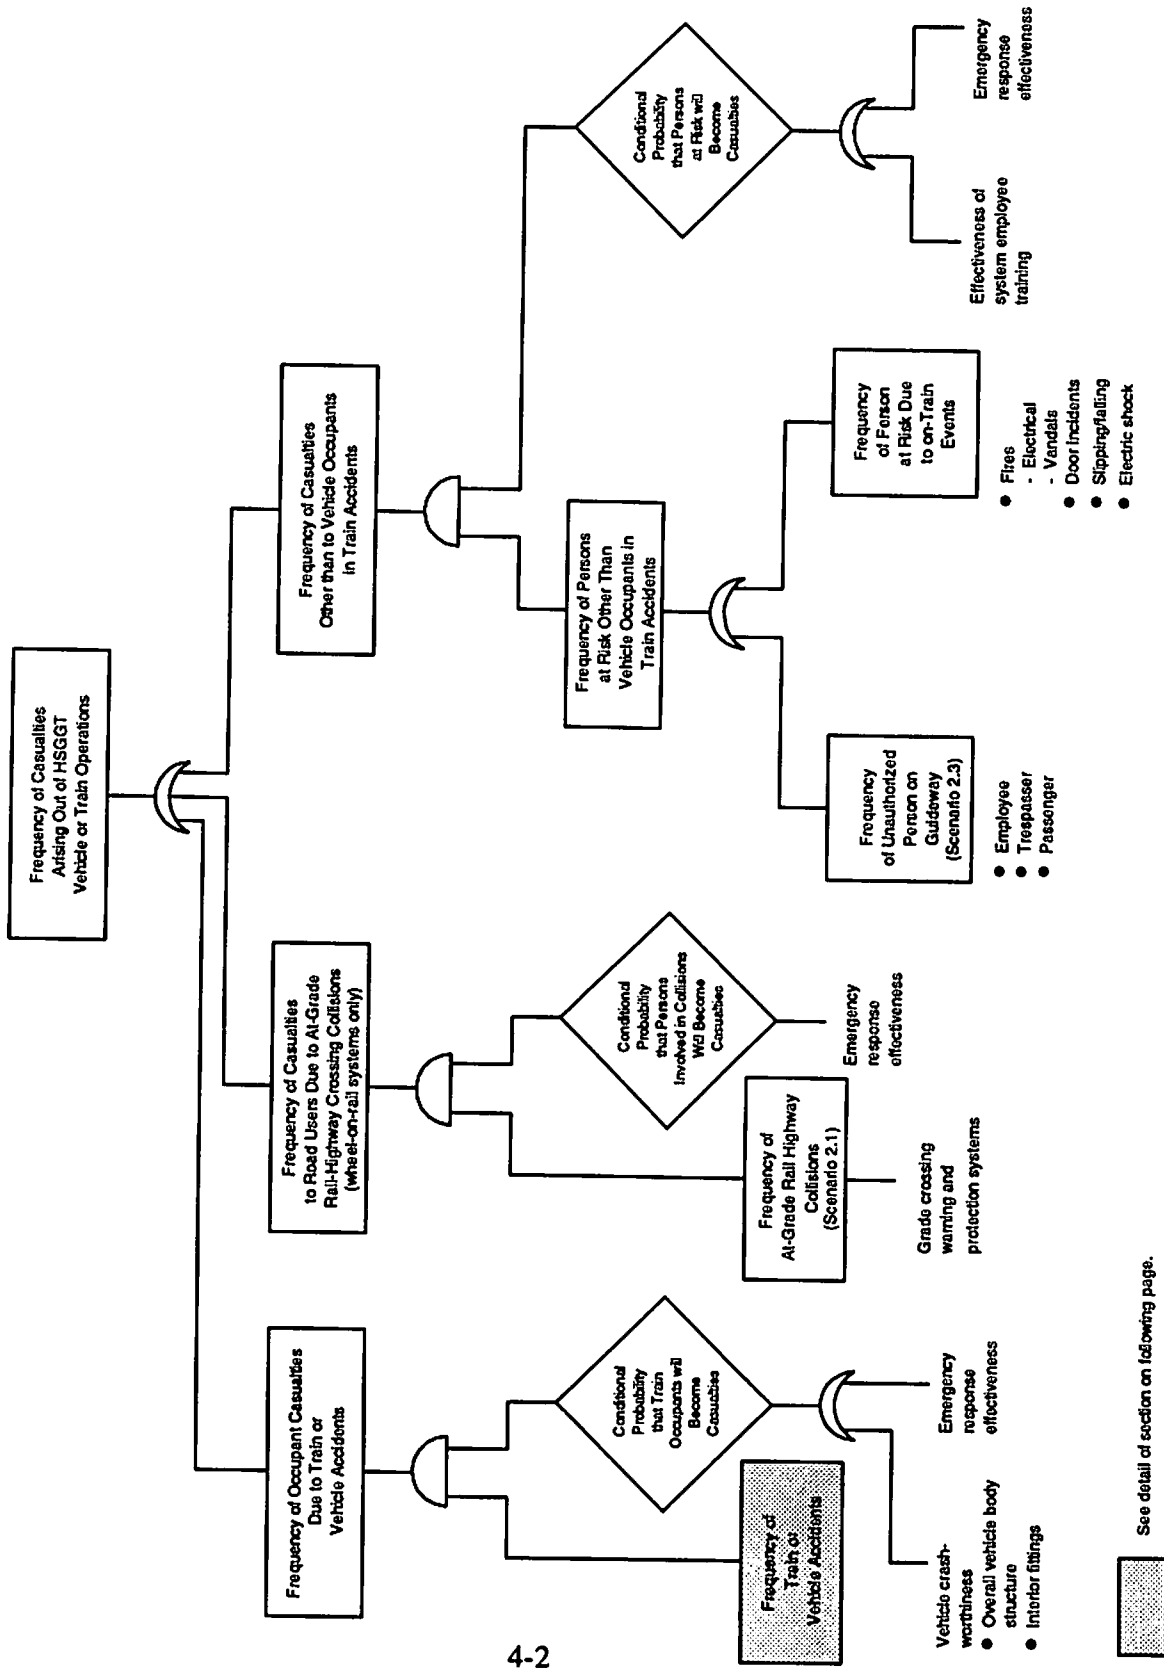 Frequency of Casualties
Arising Out of HSGGT
Vehicle or Train Operations
Frequency of Occupant Casualties
Due to Train or
Vehicle Accidents
Frequency of Casualties
to Road Users Due to At-Grade
Rail-Highway Crossing Collisions
(wheel-on-rail systems only)
Frequency of Casualties
Other than to Vehicle Occupants
in Train Accidents
Frequency of
Train or
Vehicle Accidents
Conditional
Probability
that Train
Occupants will
Become
Casualties
Vehicle crash-
worthiness
● Overall vehicle body
structure
● Interior fittings
Emergency
response
effectiveness
Frequency of
At-Grade Rail Highway
Collisions
(Scenario 2.1)
Grade crossing
warning and
protection systems
Conditional
Probability
that Persons
Involved in Collisions
Will Become
Casualties
Emergency
response
effectiveness
Frequency of Persons
at Risk Other Than
Vehicle Occupants in
Train Accidents
Frequency
of Unauthorized
Person on
Guideway
(Scenario 2.3)
● Employee
● Trespasser
● Passenger
Frequency
of Person
at Risk Due
to on-Train
Events
● Fires
- Electrical
- Vandals
● Door incidents
● Slipping/falling
● Electric shock
Conditional
Probability
that Persons
at Risk will
Become
Casualties
Effectiveness of
system employee
training
Emergency
response
effectiveness
See detail of section on following page.
4-2